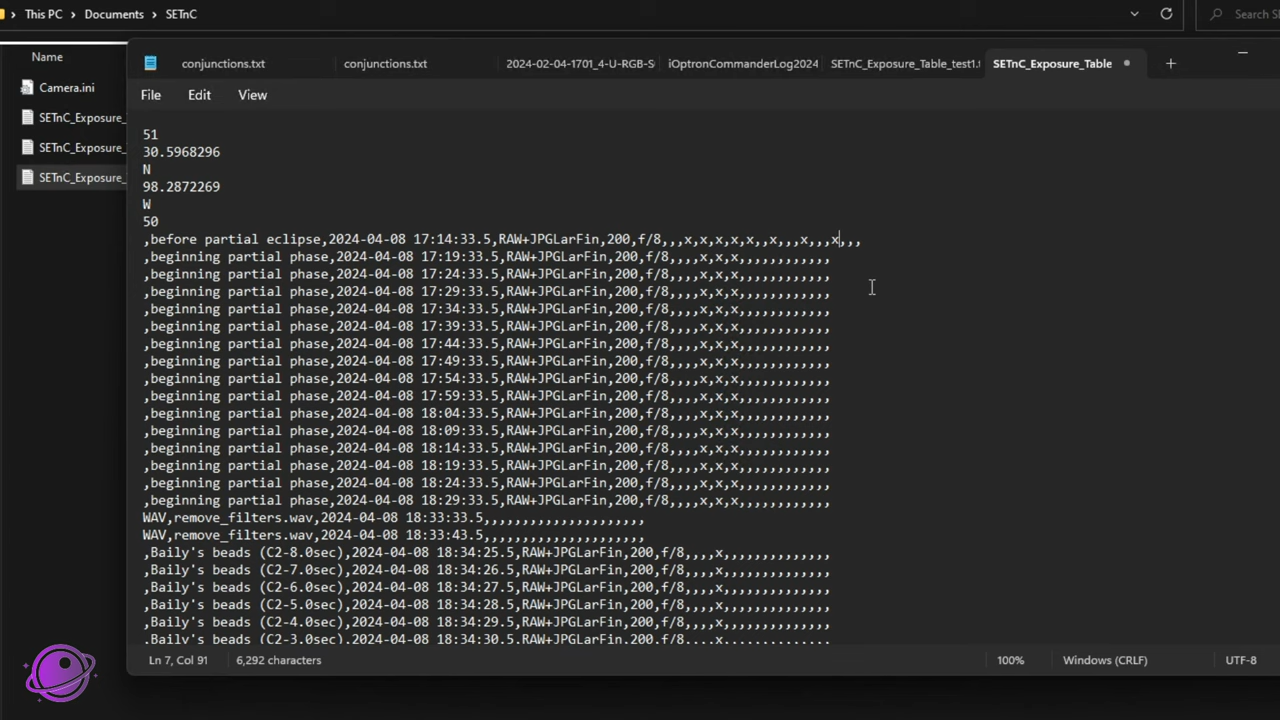 This PC > Documents > SETnC
Search S
Name
Camera.ini
SETnC_Exposure_
SETnC_Exposure_
SETnC_Exposure_
conjunctions.txt
conjunctions.txt
2024-02-04-1701_4-U-RGB-S
iOptronCommanderLog2024
SETnC_Exposure_Table_test1.t
SETnC_Exposure_Table
File
Edit
View
51
30.5968296
N
98.2872269
W
50
,before partial eclipse,2024-04-08 17:14:33.5,RAW+JPGLarFin,200,f/8,,,x,x,x,x,x,,x,,,x,,,x,,,
,beginning partial phase,2024-04-08 17:19:33.5,RAW+JPGLarFin,200,f/8,,,,x,x,x,,,,,,,,,,,,
,beginning partial phase,2024-04-08 17:24:33.5,RAW+JPGLarFin,200,f/8,,,,x,x,x,,,,,,,,,,,,
,beginning partial phase,2024-04-08 17:29:33.5,RAW+JPGLarFin,200,f/8,,,,x,x,x,,,,,,,,,,,,
,beginning partial phase,2024-04-08 17:34:33.5,RAW+JPGLarFin,200,f/8,,,,x,x,x,,,,,,,,,,,,
,beginning partial phase,2024-04-08 17:39:33.5,RAW+JPGLarFin,200,f/8,,,,x,x,x,,,,,,,,,,,,
,beginning partial phase,2024-04-08 17:44:33.5,RAW+JPGLarFin,200,f/8,,,,x,x,x,,,,,,,,,,,,
,beginning partial phase,2024-04-08 17:49:33.5,RAW+JPGLarFin,200,f/8,,,,x,x,x,,,,,,,,,,,,
,beginning partial phase,2024-04-08 17:54:33.5,RAW+JPGLarFin,200,f/8,,,,x,x,x,,,,,,,,,,,,
,beginning partial phase,2024-04-08 17:59:33.5,RAW+JPGLarFin,200,f/8,,,,x,x,x,,,,,,,,,,,,
,beginning partial phase,2024-04-08 18:04:33.5,RAW+JPGLarFin,200,f/8,,,,x,x,x,,,,,,,,,,,,
,beginning partial phase,2024-04-08 18:09:33.5,RAW+JPGLarFin,200,f/8,,,,x,x,x,,,,,,,,,,,,
,beginning partial phase,2024-04-08 18:14:33.5,RAW+JPGLarFin,200,f/8,,,,x,x,x,,,,,,,,,,,,
,beginning partial phase,2024-04-08 18:19:33.5,RAW+JPGLarFin,200,f/8,,,,x,x,x,,,,,,,,,,,,
,beginning partial phase,2024-04-08 18:24:33.5,RAW+JPGLarFin,200,f/8,,,,x,x,x,,,,,,,,,,,,
,beginning partial phase,2024-04-08 18:29:33.5,RAW+JPGLarFin,200,f/8,,,,x,x,x,,,,,,,,,,,,
WAV,remove_filters.wav,2024-04-08 18:33:33.5,,,,,,,,,,,,,,,,,,,,,
WAV,remove_filters.wav,2024-04-08 18:33:43.5,,,,,,,,,,,,,,,,,,,,,
,Baily's beads (C2-8.0sec),2024-04-08 18:34:25.5,RAW+JPGLarFin,200,f/8,,,,x,,,,,,,,,,,,,,
,Baily's beads (C2-7.0sec),2024-04-08 18:34:26.5,RAW+JPGLarFin,200,f/8,,,,x,,,,,,,,,,,,,,
,Baily's beads (C2-6.0sec),2024-04-08 18:34:27.5,RAW+JPGLarFin,200,f/8,,,,x,,,,,,,,,,,,,,
,Baily's beads (C2-5.0sec),2024-04-08 18:34:28.5,RAW+JPGLarFin,200,f/8,,,,x,,,,,,,,,,,,,,
,Baily's beads (C2-4.0sec),2024-04-08 18:34:29.5,RAW+JPGLarFin,200,f/8,,,,x,,,,,,,,,,,,,,
,Baily's beads (C2-3.0sec),2024-04-08 18:34:30.5,RAW+JPGLarFin,200,f/8,,,,x,,,,,,,,,,,,,,
Ln 7, Col 91
6,292 characters
100%
Windows (CRLF)
UTF-8